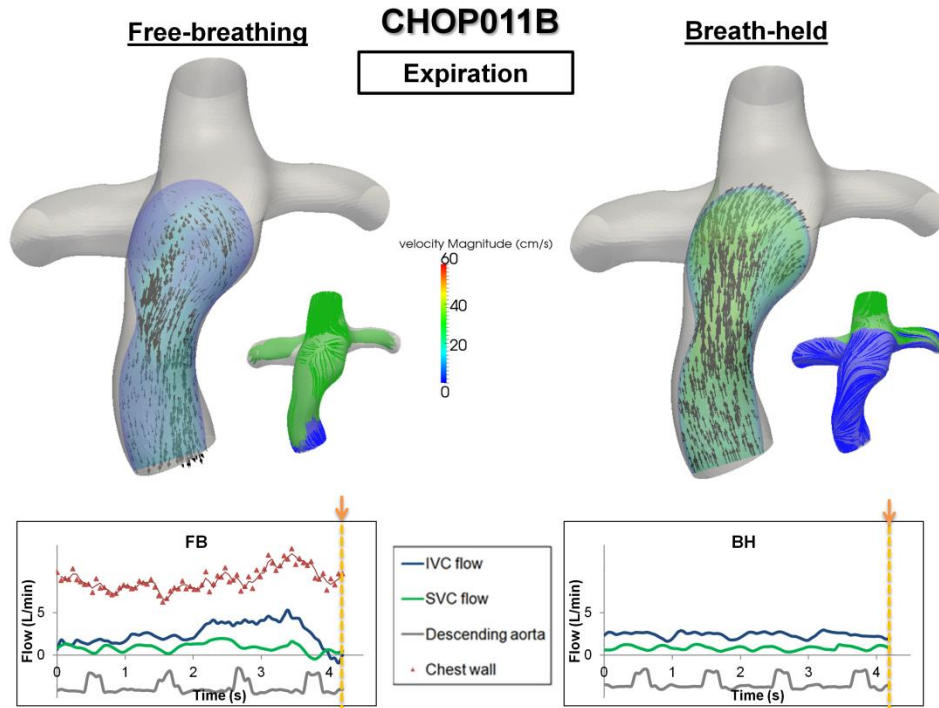 CHOP011B
Free-breathing
Breath-held
Expiration
velocity Magnitude (cm/s)
60
40
20
0
FB
Flow (L/min)
5
0
0
1
2
3
4
Time (s)
IVC flow
SVC flow
Descending aorta
Chest wall
BH
Flow (L/min)
5
0
0
1
2
3
4
Time (s)